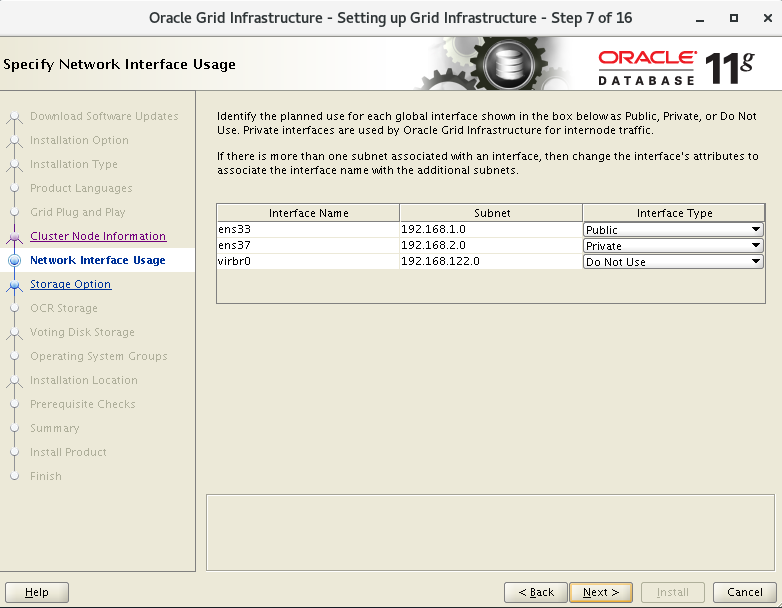 Oracle Grid Infrastructure - Setting up Grid Infrastructure - Step 7 of 16
Specify Network Interface Usage
ORACLE
DATABASE 11g
Download Software Updates
Installation Option
Installation Type
Product Languages
Grid Plug and Play
Cluster Node Information
Network Interface Usage
Storage Option
OCR Storage
Voting Disk Storage
Operating System Groups
Installation Location
Prerequisite Checks
Summary
Install Product
Finish
Identify the planned use for each global interface shown in the box below as Public, Private, or Do Not
Use. Private interfaces are used by Oracle Grid Infrastructure for internode traffic.
If there is more than one subnet associated with an interface, then change the interface's attributes to
associate the interface name with the additional subnets.
Interface Name Subnet Interface Type
ens33 192.168.1.0 Public
ens37 192.168.2.0 Private
virbr0 192.168.122.0 Do Not Use
Help < Back Next > Install Cancel